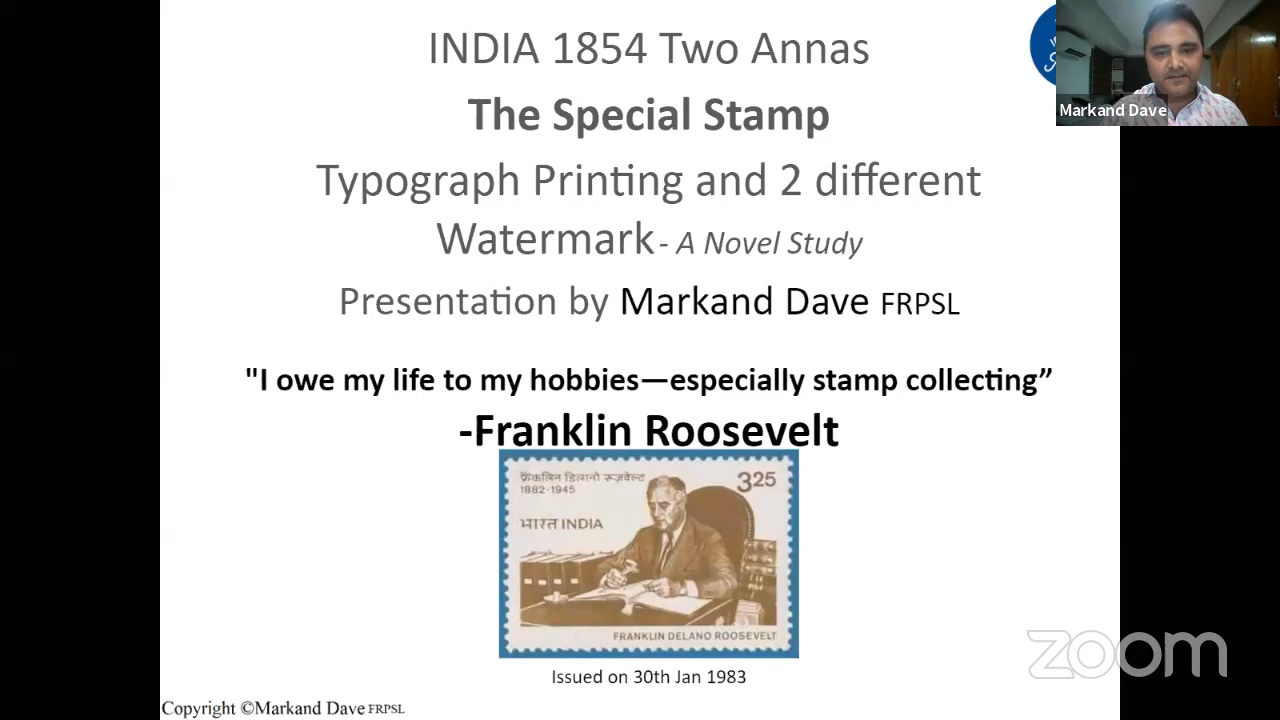 INDIA 1854 Two Annas
The Special Stamp
Typograph Printing and 2 different
Watermark - A Novel Study
Presentation by Markand Dave FRPSL
"I owe my life to my hobbies—especially stamp collecting”
-Franklin Roosevelt
फ्रैंकलिन डिलानो रूज़वेल्ट
1882-1945
325
भारत INDIA
FRANKLIN DELANO ROOSEVELT
Issued on 30th Jan 1983
Copyright ©Markand Dave FRPSL
Markand Dave
zoom